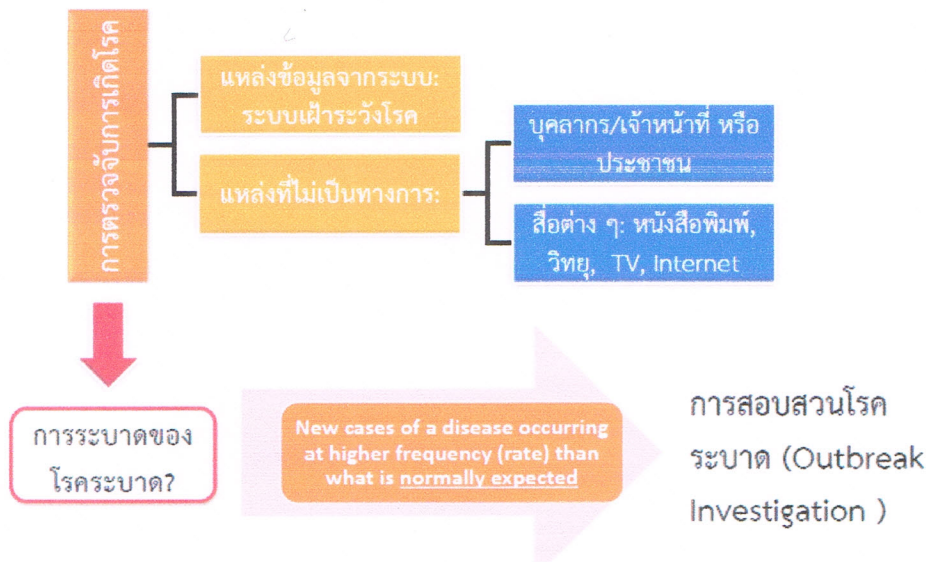 การตรวจจับการเกิดโรค
แหล่งข้อมูลจากระบบ:
ระบบเฝ้าระวังโรค
แหล่งที่ไม่เป็นทางการ:
บุคลากร/เจ้าหน้าที่ หรือ
ประชาชน
สื่อต่าง ๆ: หนังสือพิมพ์,
วิทยุ, TV, Internet
การระบาดของ
โรคระบาด?
New cases of a disease occurring
at higher frequency (rate) than
what is normally expected
การสอบสวนโรค
ระบาด (Outbreak
Investigation )